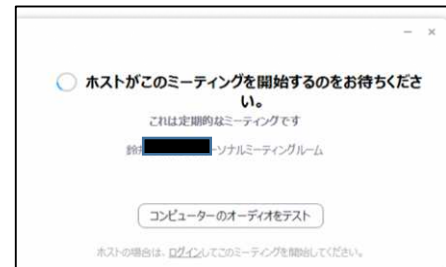 ホストがこのミーティングを開始するのをお待ちくださ
い。
これは定期的なミーティングです
ーソナルミーティングルーム
コンピューターのオーディオをテスト
ホストの場合は、ログインしてこのミーティングを開始してください。